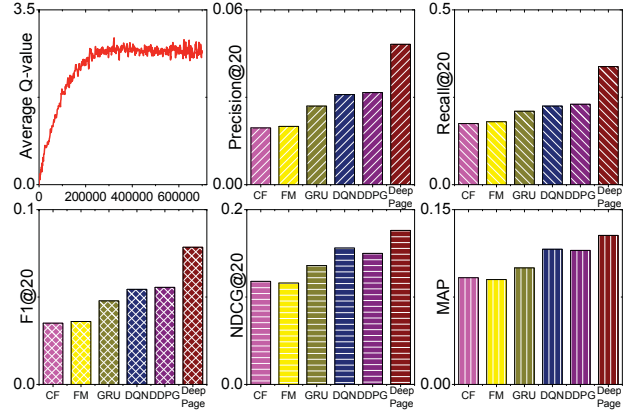 3.5
Average Q-value
0.0
0 200000 400000 600000
0.06
Precision@20
0.00
CF FM GRU DQN DDPG Deep Page
0.5
Recall@20
0.0
CF FM GRU DQN DDPG Deep Page
0.1
F1@20
0.0
CF FM GRU DQN DDPG Deep Page
0.2
NDCG@20
0.0
CF FM GRU DQN DDPG Deep Page
0.15
MAP
0.00
CF FM GRU DQN DDPG Deep Page